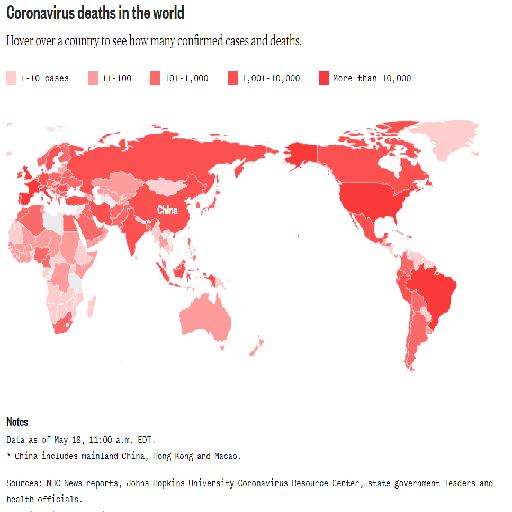 Coronavirus deaths in the world
Hover over a country to see how many confirmed cases and deaths.
1-10 cases
11-100
101-1,000
1,001-10,000
More than 10,000
China
Notes
Data as of May 18, 11:00 a.m. EDT.
* China includes mainland China, Hong Kong and Macao.
Sources: NBC News reports, Johns Hopkins University Coronavirus Resource Center, state government leaders and
health officials.